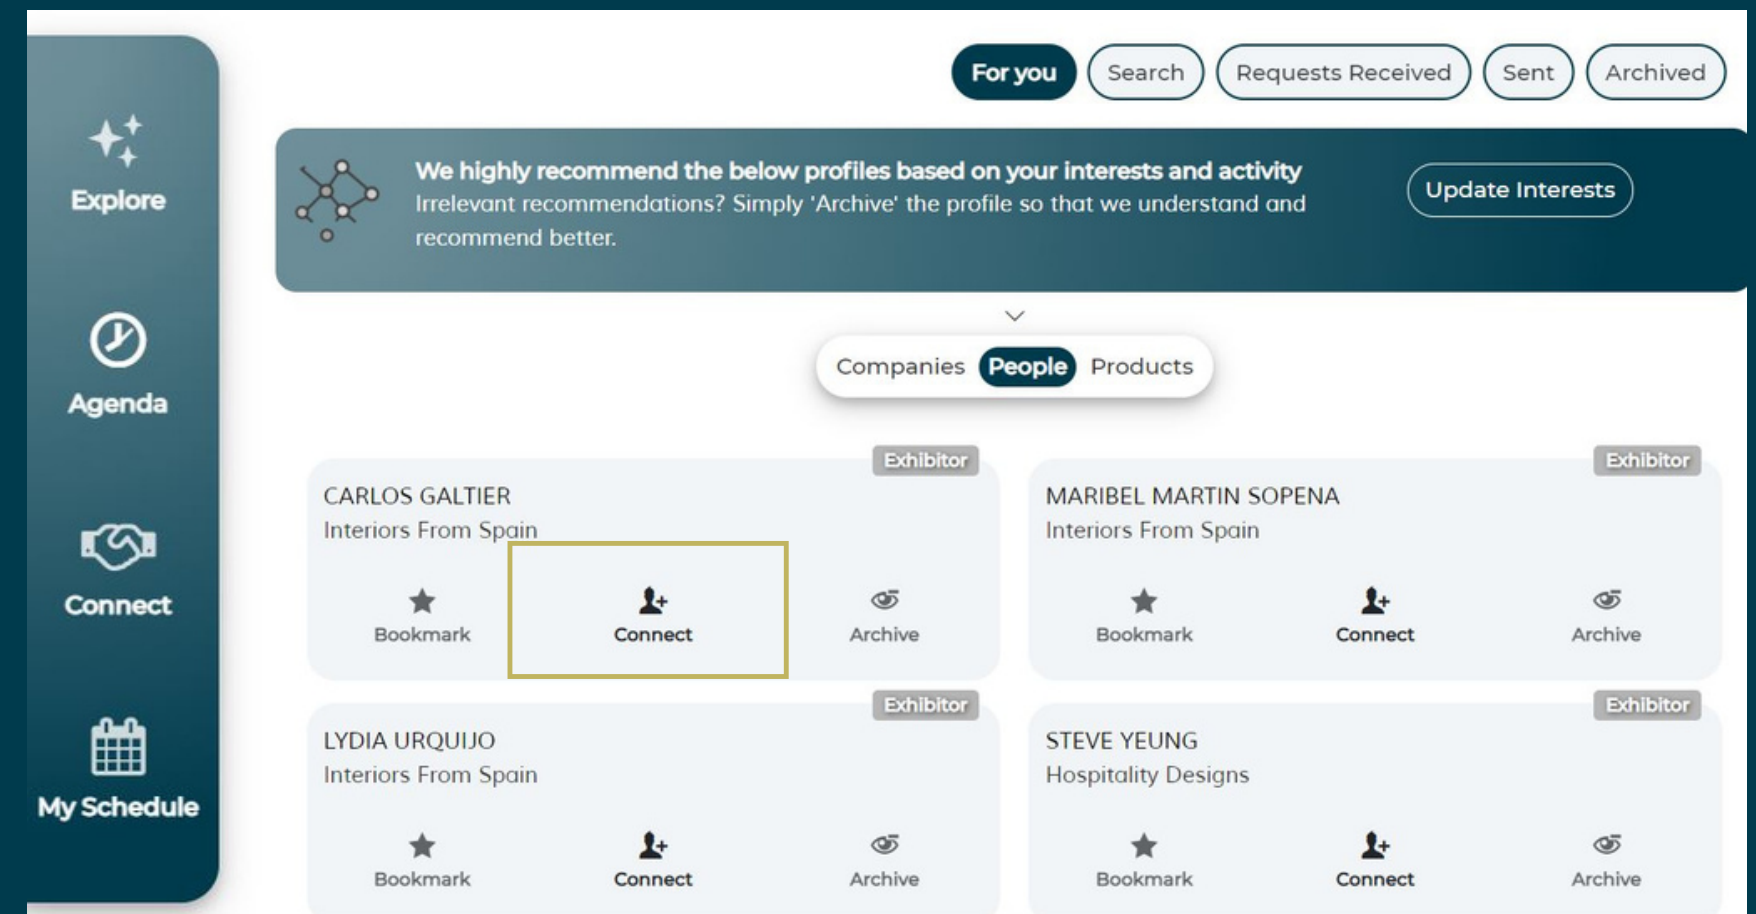 For you
Search
Requests Received
Sent
Archived
Explore
Agenda
Connect
My Schedule
We highly recommend the below profiles based on your interests and activity
Irrelevant recommendations? Simply 'Archive' the profile so that we understand and
recommend better.
Update Interests
Companies
People
Products
Exhibitor
CARLOS GALTIER
Interiors From Spain
Bookmark
Connect
Archive
Exhibitor
MARIBEL MARTIN SOPENA
Interiors From Spain
Bookmark
Connect
Archive
Exhibitor
LYDIA URQUIJO
Interiors From Spain
Bookmark
Connect
Archive
Exhibitor
STEVE YEUNG
Hospitality Designs
Bookmark
Connect
Archive